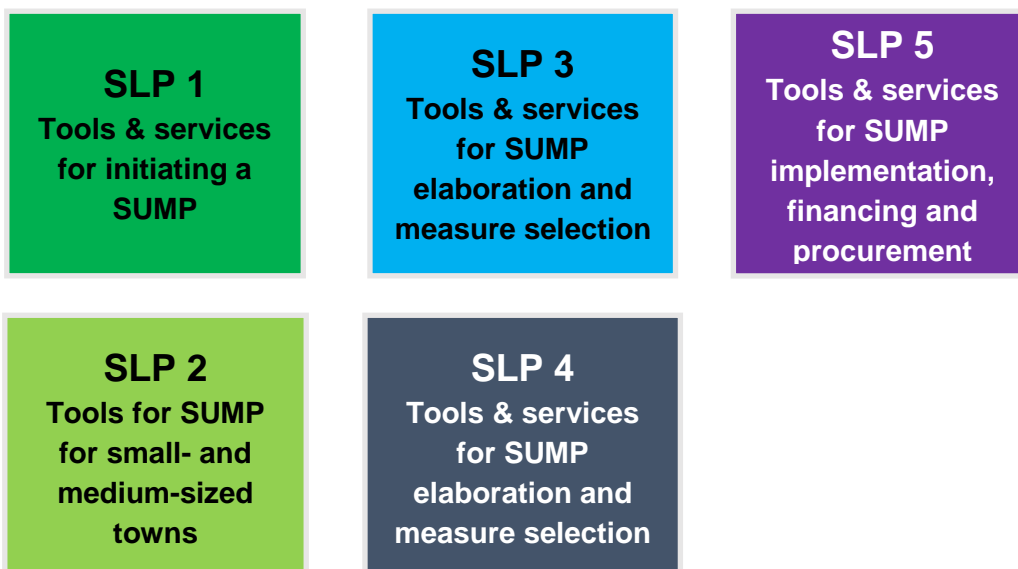 SLP 1
Tools & services
for initiating a
SUMP
SLP 3
Tools & services
for SUMP
elaboration and
measure selection
SLP 5
Tools & services
for SUMP
implementation,
financing and
procurement
SLP 2
Tools for SUMP
for small- and
medium-sized
towns
SLP 4
Tools & services
for SUMP
elaboration and
measure selection